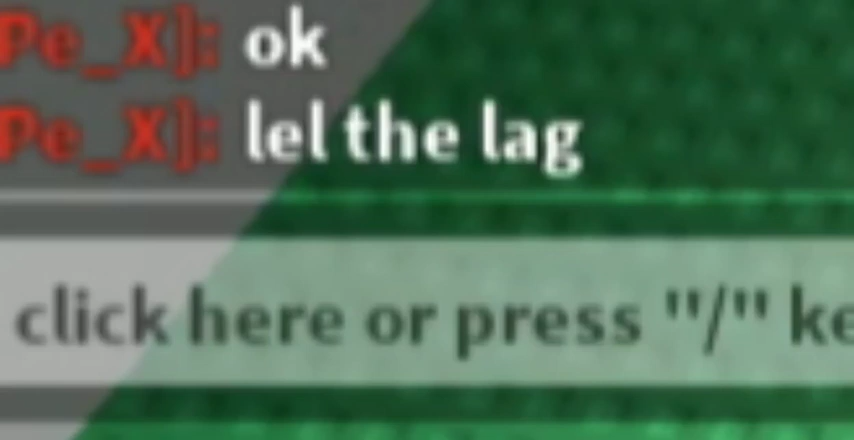 Pe_X]: ok
Pe_X]: lel the lag
click here or press "/" ke